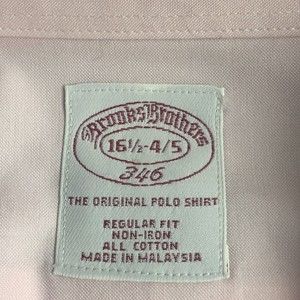 Brooks Brothers
16½-4/5
346
THE ORIGINAL POLO SHIRT
REGULAR FIT
NON-IRON
ALL COTTON
MADE IN MALAYSIA